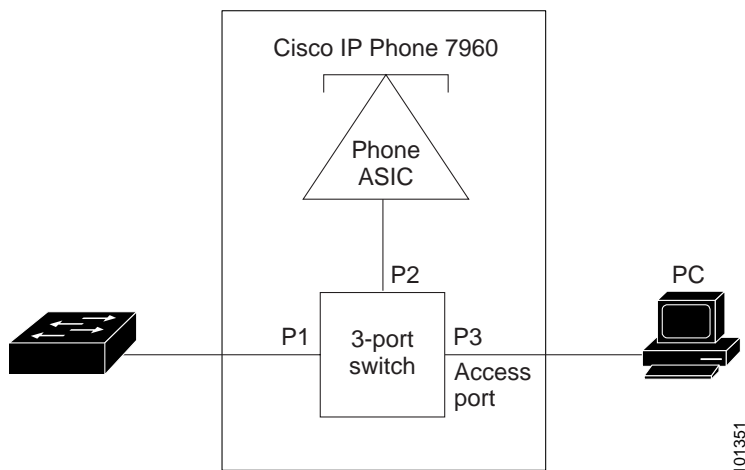 Cisco IP Phone 7960
Phone
ASIC
P2
PC
P1
3-port
switch
P3
Access
port
101351